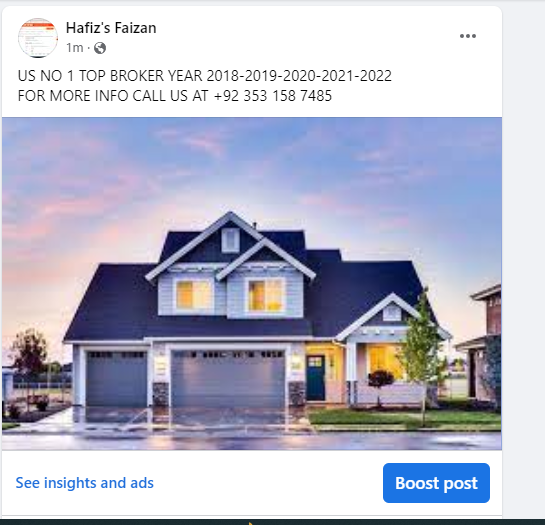 Hafiz's Faizan
1m ·
US NO 1 TOP BROKER YEAR 2018-2019-2020-2021-2022
FOR MORE INFO CALL US AT +92 353 158 7485
See insights and ads
Boost post